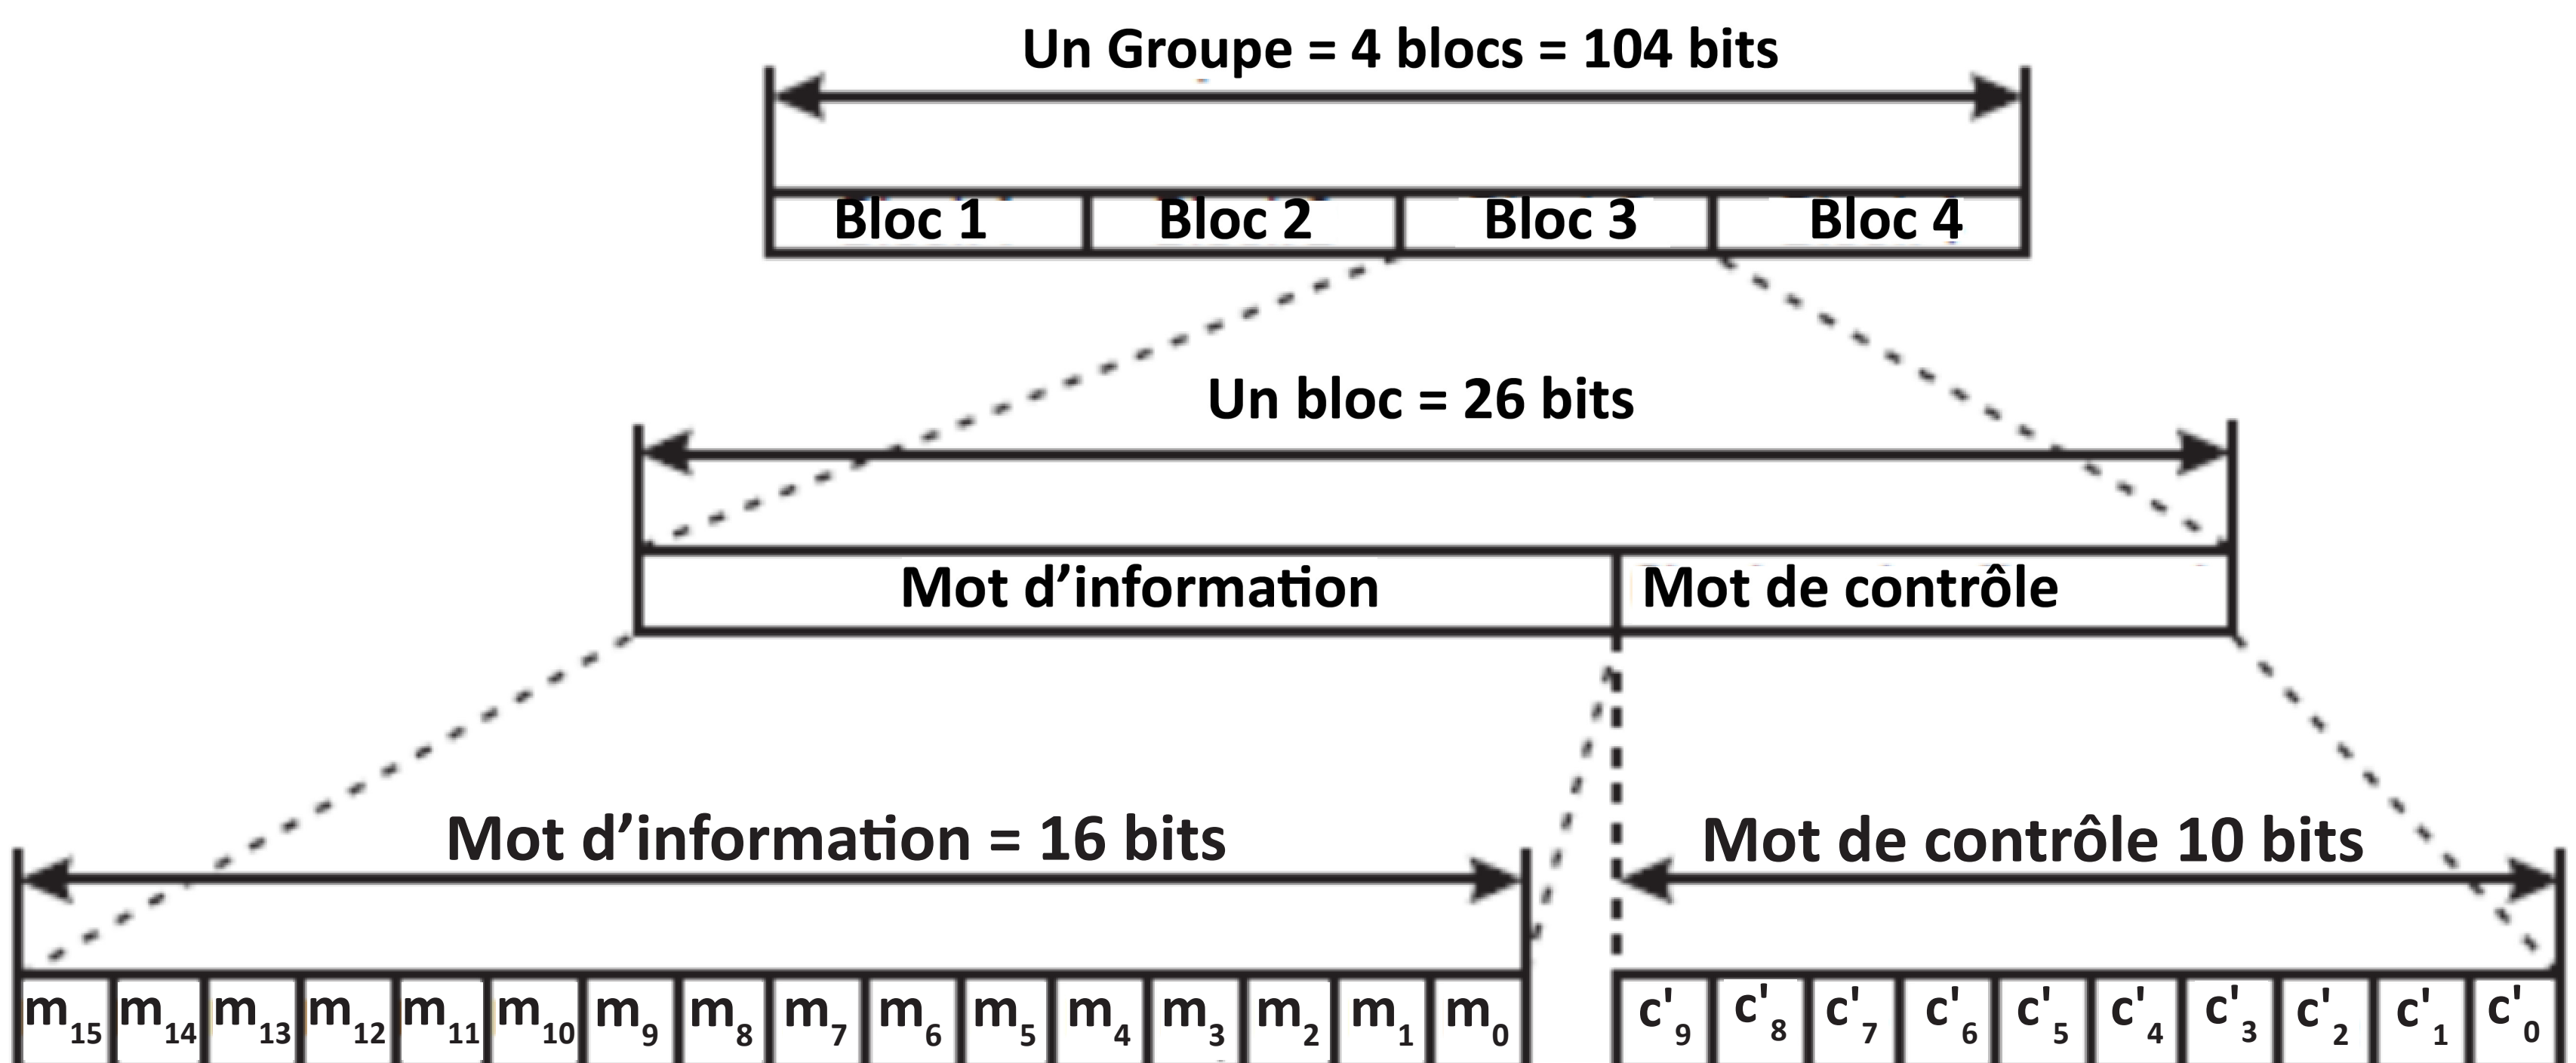 Un Groupe = 4 blocs = 104 bits
Bloc 1 Bloc 2 Bloc 3 Bloc 4
Un bloc = 26 bits
Mot d’information Mot de contrôle
Mot d’information = 16 bits Mot de contrôle 10 bits
m15 m14 m13 m12 m11 m10 m9 m8 m7 m6 m5 m4 m3 m2 m1 m0 c'9 c'8 c'7 c'6 c'5 c'4 c'3 c'2 c'1 c'0